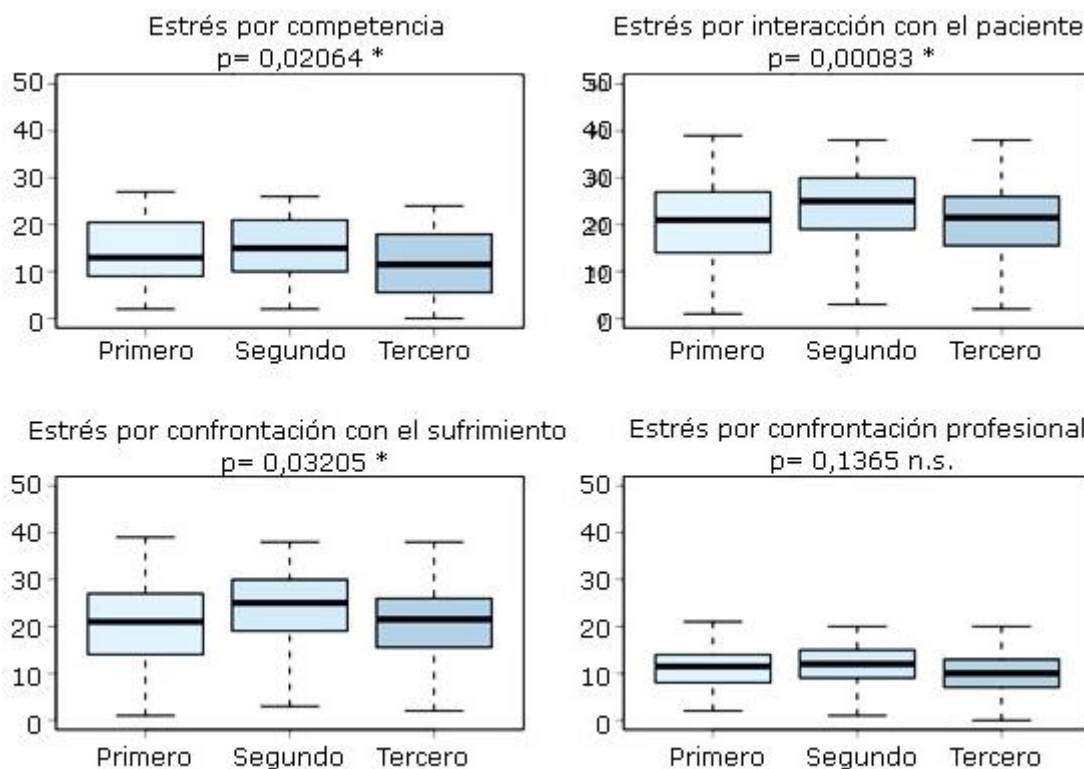 Estrés por competencia
p= 0,02064 *
50
40
30
20
10
0
Primero Segundo Tercero
Estrés por interacción con el paciente
p= 0,00083 *
50
40
30
20
10
0
Primero Segundo Tercero
Estrés por confrontación con el sufrimiento
p= 0,03205 *
50
40
30
20
10
0
Primero Segundo Tercero
Estrés por confrontación profesional
p= 0,1365 n.s.
50
40
30
20
10
0
Primero Segundo Tercero